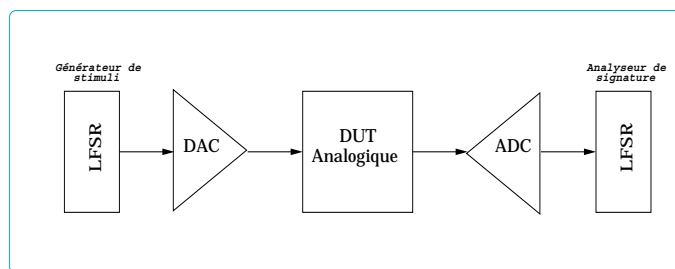 Générateur de
stimuli
LFSR
DAC
DUT
Analogique
ADC
Analyseur de
signature
LFSR